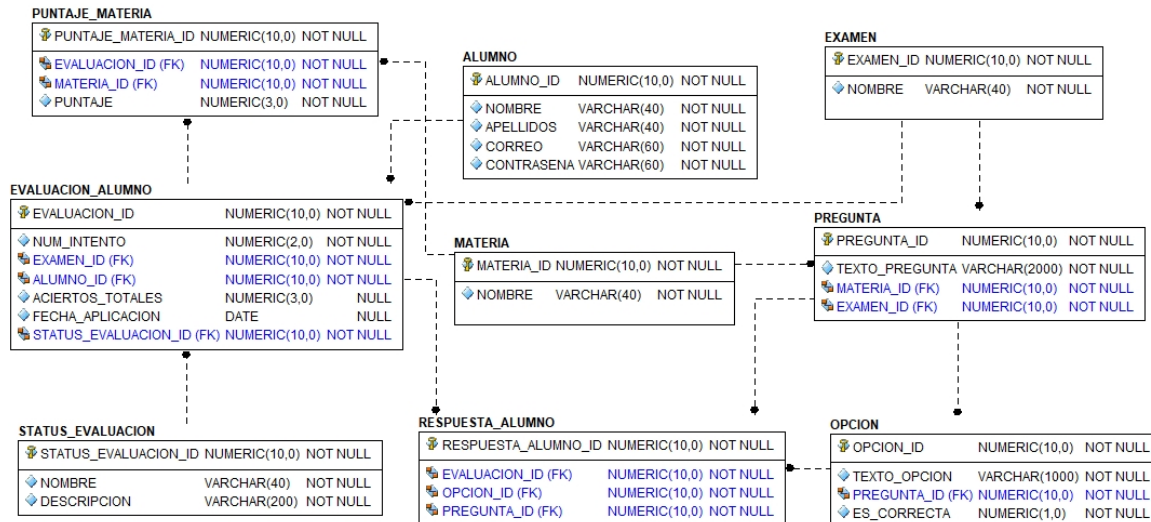 PUNTAJE_MATERIA
PUNTAJE_MATERIA_ID NUMERIC(10,0) NOT NULL
EVALUACION_ID (FK) NUMERIC(10,0) NOT NULL
MATERIA_ID (FK) NUMERIC(10,0) NOT NULL
PUNTAJE NUMERIC(3,0) NOT NULL
ALUMNO
ALUMNO_ID NUMERIC(10,0) NOT NULL
NOMBRE VARCHAR(40) NOT NULL
APELLIDOS VARCHAR(40) NOT NULL
CORREO VARCHAR(60) NOT NULL
CONTRASENA VARCHAR(60) NOT NULL
EXAMEN
EXAMEN_ID NUMERIC(10,0) NOT NULL
NOMBRE VARCHAR(40) NOT NULL
EVALUACION_ALUMNO
EVALUACION_ID NUMERIC(10,0) NOT NULL
NUM_INTENTO NUMERIC(2,0) NOT NULL
EXAMEN_ID (FK) NUMERIC(10,0) NOT NULL
ALUMNO_ID (FK) NUMERIC(10,0) NOT NULL
ACIERTOS_TOTALES NUMERIC(3,0) NULL
FECHA_APLICACION DATE NULL
STATUS_EVALUACION_ID (FK) NUMERIC(10,0) NOT NULL
MATERIA
MATERIA_ID NUMERIC(10,0) NOT NULL
NOMBRE VARCHAR(40) NOT NULL
PREGUNTA
PREGUNTA_ID NUMERIC(10,0) NOT NULL
TEXTO_PREGUNTA VARCHAR(2000) NOT NULL
MATERIA_ID (FK) NUMERIC(10,0) NOT NULL
EXAMEN_ID (FK) NUMERIC(10,0) NOT NULL
STATUS_EVALUACION
STATUS_EVALUACION_ID NUMERIC(10,0) NOT NULL
NOMBRE VARCHAR(40) NOT NULL
DESCRIPCION VARCHAR(200) NOT NULL
RESPUESTA_ALUMNO
RESPUESTA_ALUMNO_ID NUMERIC(10,0) NOT NULL
EVALUACION_ID (FK) NUMERIC(10,0) NOT NULL
OPCION_ID (FK) NUMERIC(10,0) NOT NULL
PREGUNTA_ID (FK) NUMERIC(10,0) NOT NULL
OPCION
OPCION_ID NUMERIC(10,0) NOT NULL
TEXTO_OPCION VARCHAR(1000) NOT NULL
PREGUNTA_ID (FK) NUMERIC(10,0) NOT NULL
ES_CORRECTA NUMERIC(1,0) NOT NULL